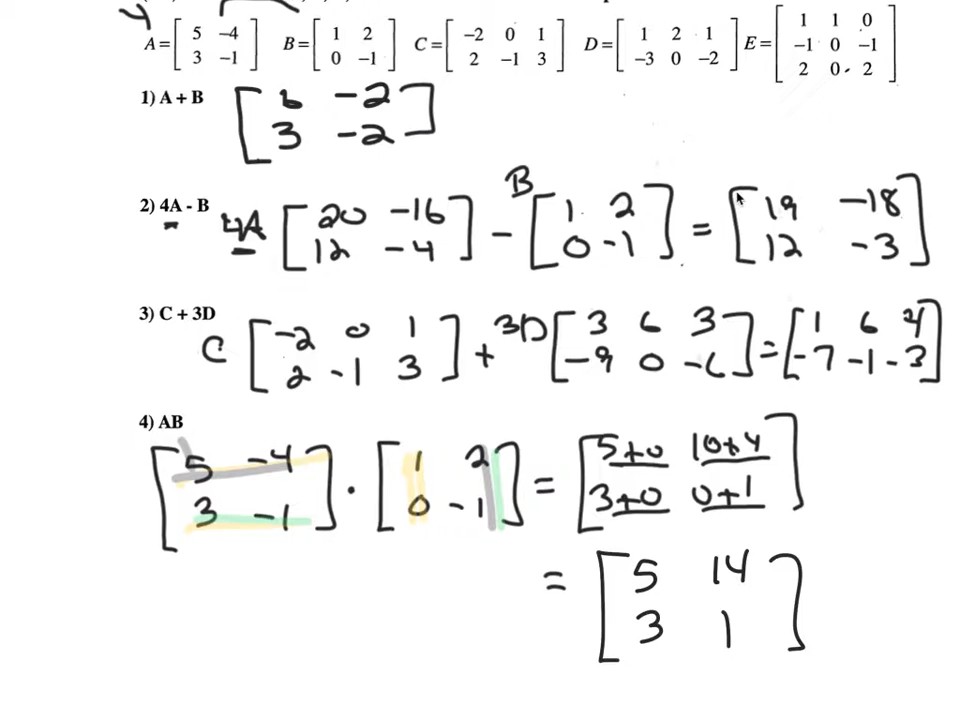 4
A = [ 5 -4 ] B = [ 1 2 ] C = [ -2 0 1 ] D = [ 1 2 1 ] E = [ 1 1 0 ]
[ 3 -1 ] [ 0 -1 ] [ 2 -1 3 ] [ -3 0 -2 ] [ -1 0 -1 ]
[ 2 0 2 ]
1) A + B [ 6 -2 ]
[ 3 -2 ]
2) 4A - B 4A [ 20 -16 ] - B [ 1 2 ] = [ 19 -18 ]
[ 12 -4 ] [ 0 -1 ] [ 12 -3 ]
3) C + 3D
C [ -2 0 1 ] + 3D [ 3 6 3 ] = [ 1 6 4 ]
[ 2 -1 3 ] [ -9 0 -6 ] [ -7 -1 -3 ]
4) AB
[ 5 -4 ] · [ 1 2 ] = [ 5+0 10+4 ]
[ 3 -1 ] [ 0 -1 ] [ 3+0 0+1 ]
= [ 5 14 ]
[ 3 1 ]